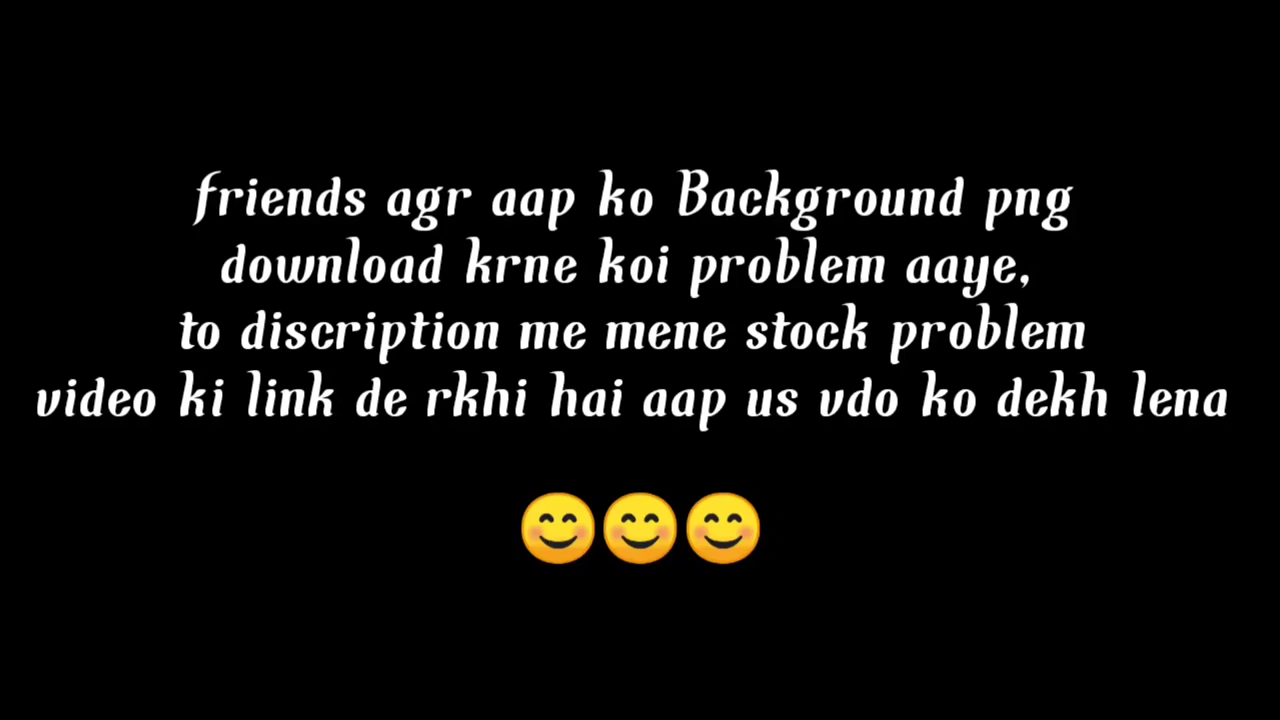 friends agr aap ko Background png
download krne koi problem aaye,
to discription me mene stock problem
video ki link de rkhi hai aap us vdo ko dekh lena
😊😊😊